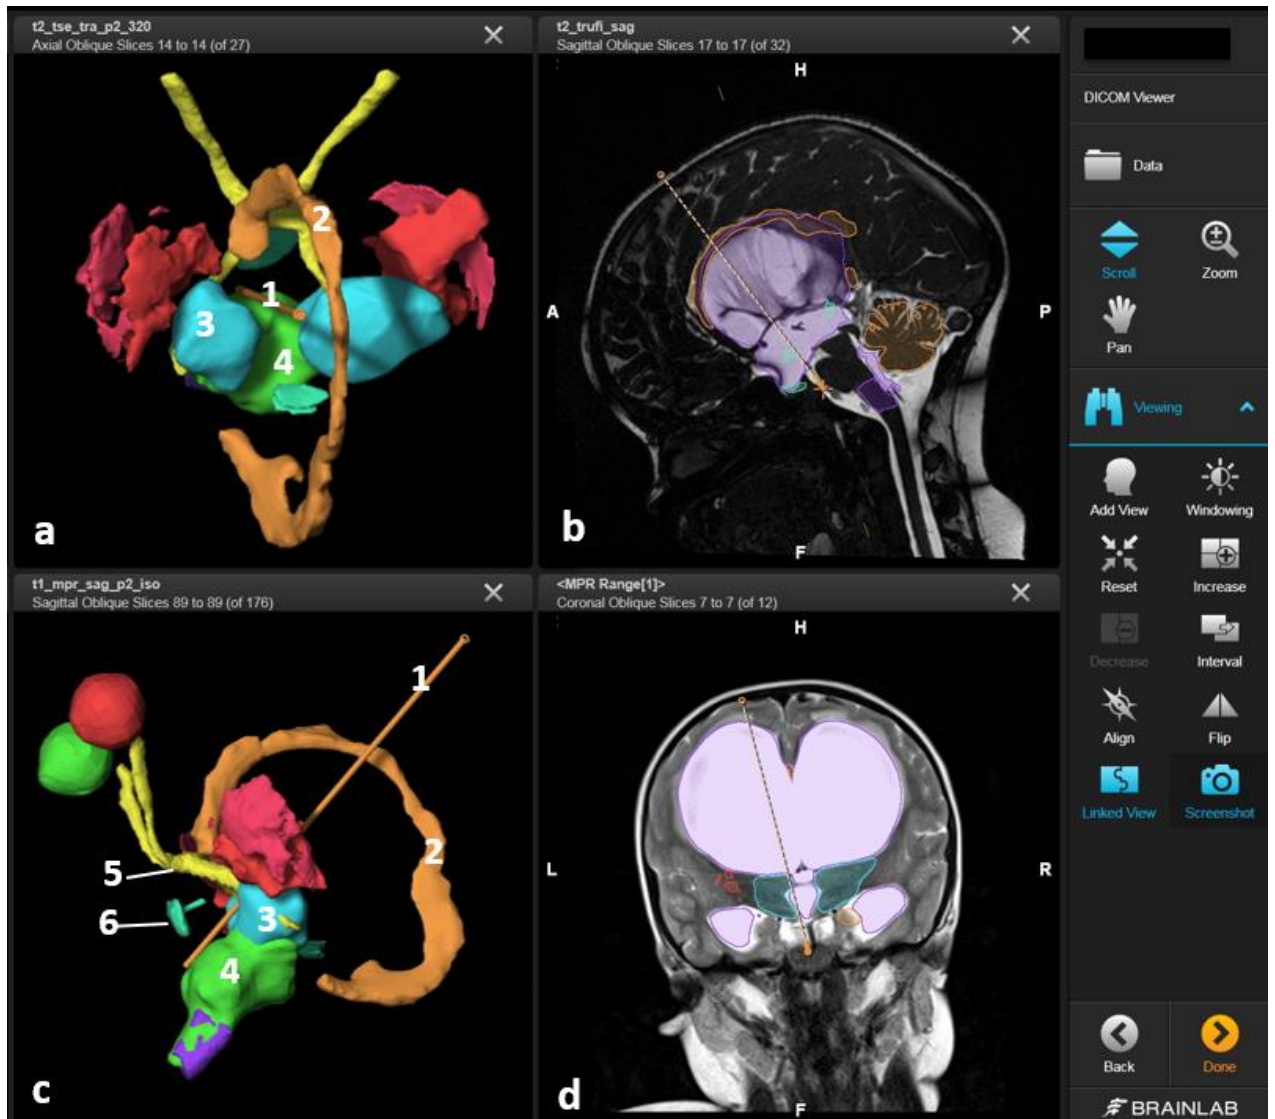 t2_tse_tra_p2_320
Axial Oblique Slices 14 to 14 (of 27)
2
1
3
4
a
t2_trufi_sag
Sagittal Oblique Slices 17 to 17 (of 32)
H
A
P
b
F
t1_mpr_sag_p2_iso
Sagittal Oblique Slices 89 to 89 (of 176)
1
2
5
3
6
4
c
<MPR Range[1]>
Coronal Oblique Slices 7 to 7 (of 12)
H
L
R
d
F
DICOM Viewer
Data
Scroll
Zoom
Pan
Viewing
Add View
Windowing
Reset
Increase
Decrease
Interval
Align
Flip
Linked View
Screenshot
Back
Done
BRAINLAB